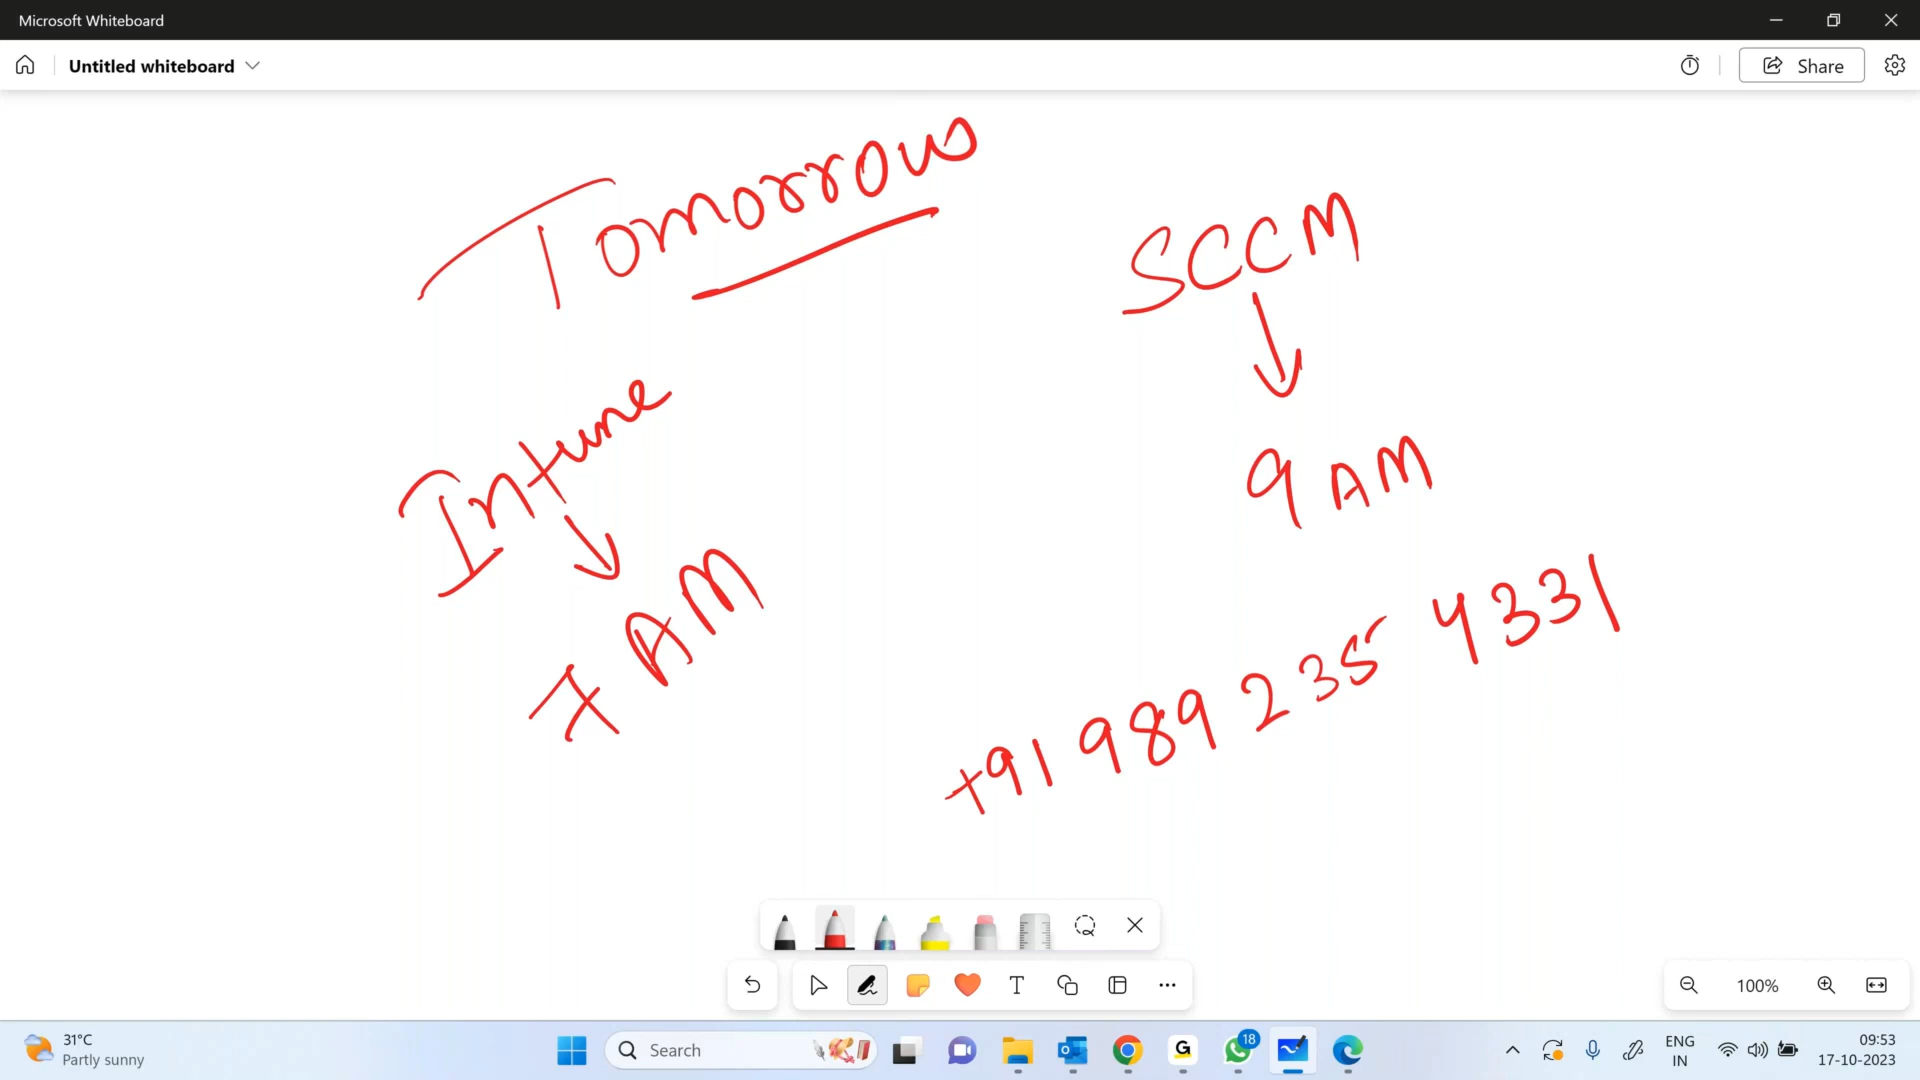 Microsoft Whiteboard
Untitled whiteboard
Share
Tomorrow
SCCM
9 AM
Intune
7 AM
+91 989 235 4331
100%
31°C
Partly sunny
Search
18
ENG
IN
09:53
17-10-2023